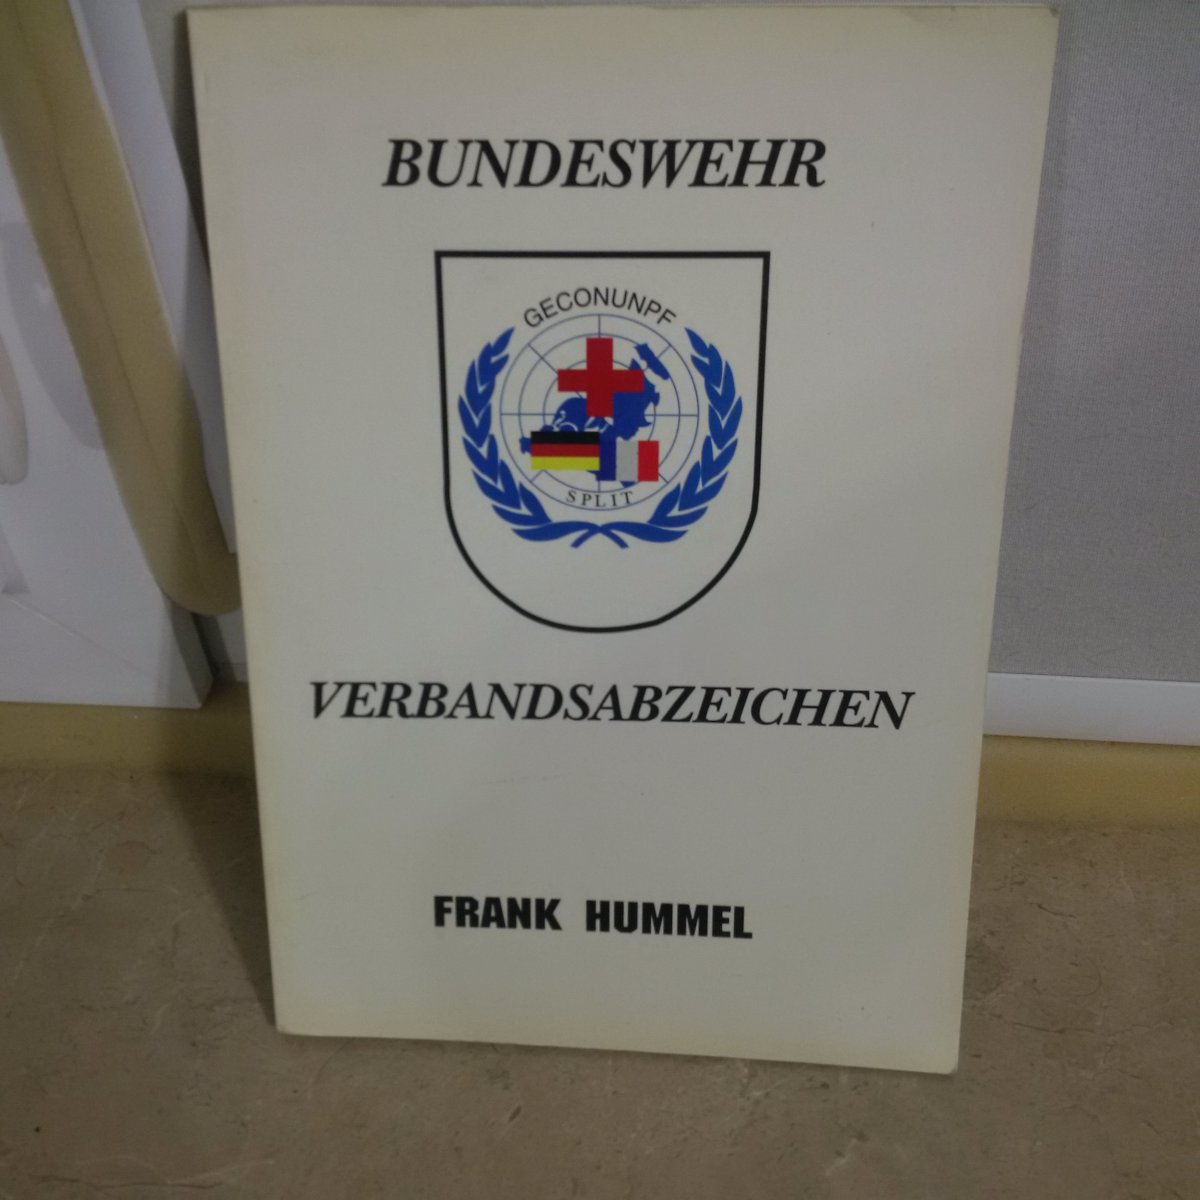 BUNDESWEHR
GECONUNPF
SPLIT
VERBANDSABZEICHEN
FRANK HUMMEL